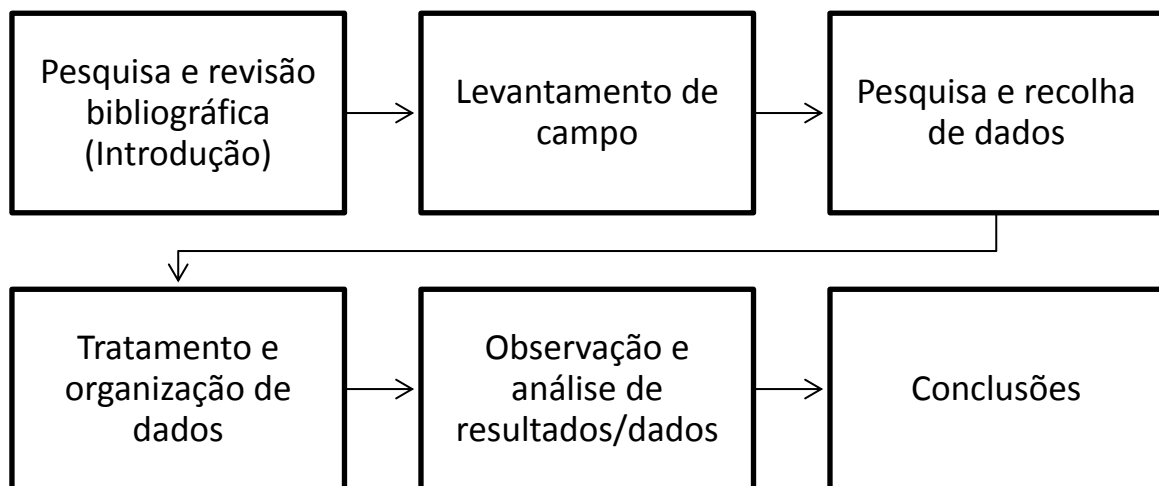 Pesquisa e revisão
bibliográfica
(Introdução)
Levantamento de
campo
Pesquisa e recolha
de dados
Tratamento e
organização de
dados
Observação e
análise de
resultados/dados
Conclusões